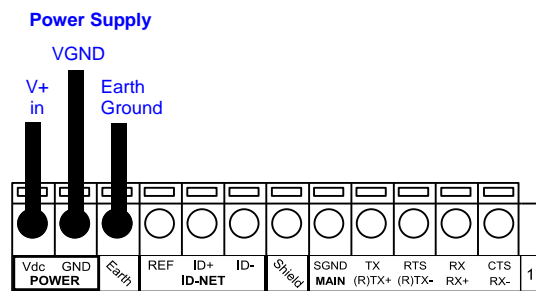 Power Supply
VGND
V+
in
Earth
Ground
Vdc GND Earth REF ID+ ID- Shield SGND TX RTS RX CTS
POWER ID-NET MAIN (R)TX+ (R)TX- RX+ RX- 1